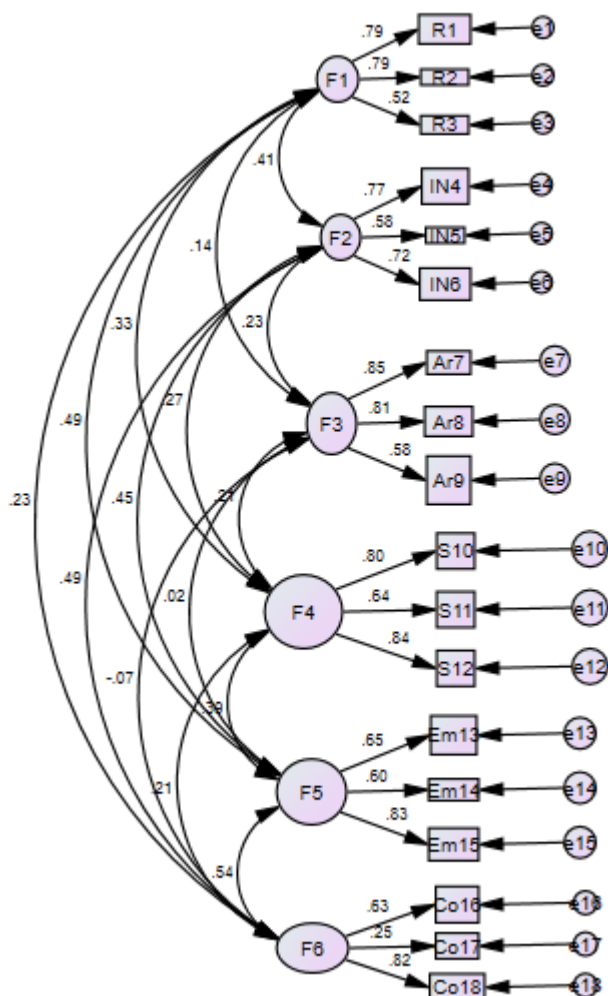 .79 R1 e1
F1 .79 R2 e2
.52 R3 e3
.41
.77 IN4 e4
F2 .58 IN5 e5
.72 IN6 e6
.14
.23
.33
.85 Ar7 e7
F3 .81 Ar8 e8
.58 Ar9 e9
.27
.49
.45
.23
.80 S10 e10
F4 .64 S11 e11
.84 S12 e12
.49
.02
-.07
.39
.65 Em13 e13
F5 .60 Em14 e14
.83 Em15 e15
.21
.54
.63 Co16 e16
F6 .25 Co17 e17
.82 Co18 e18